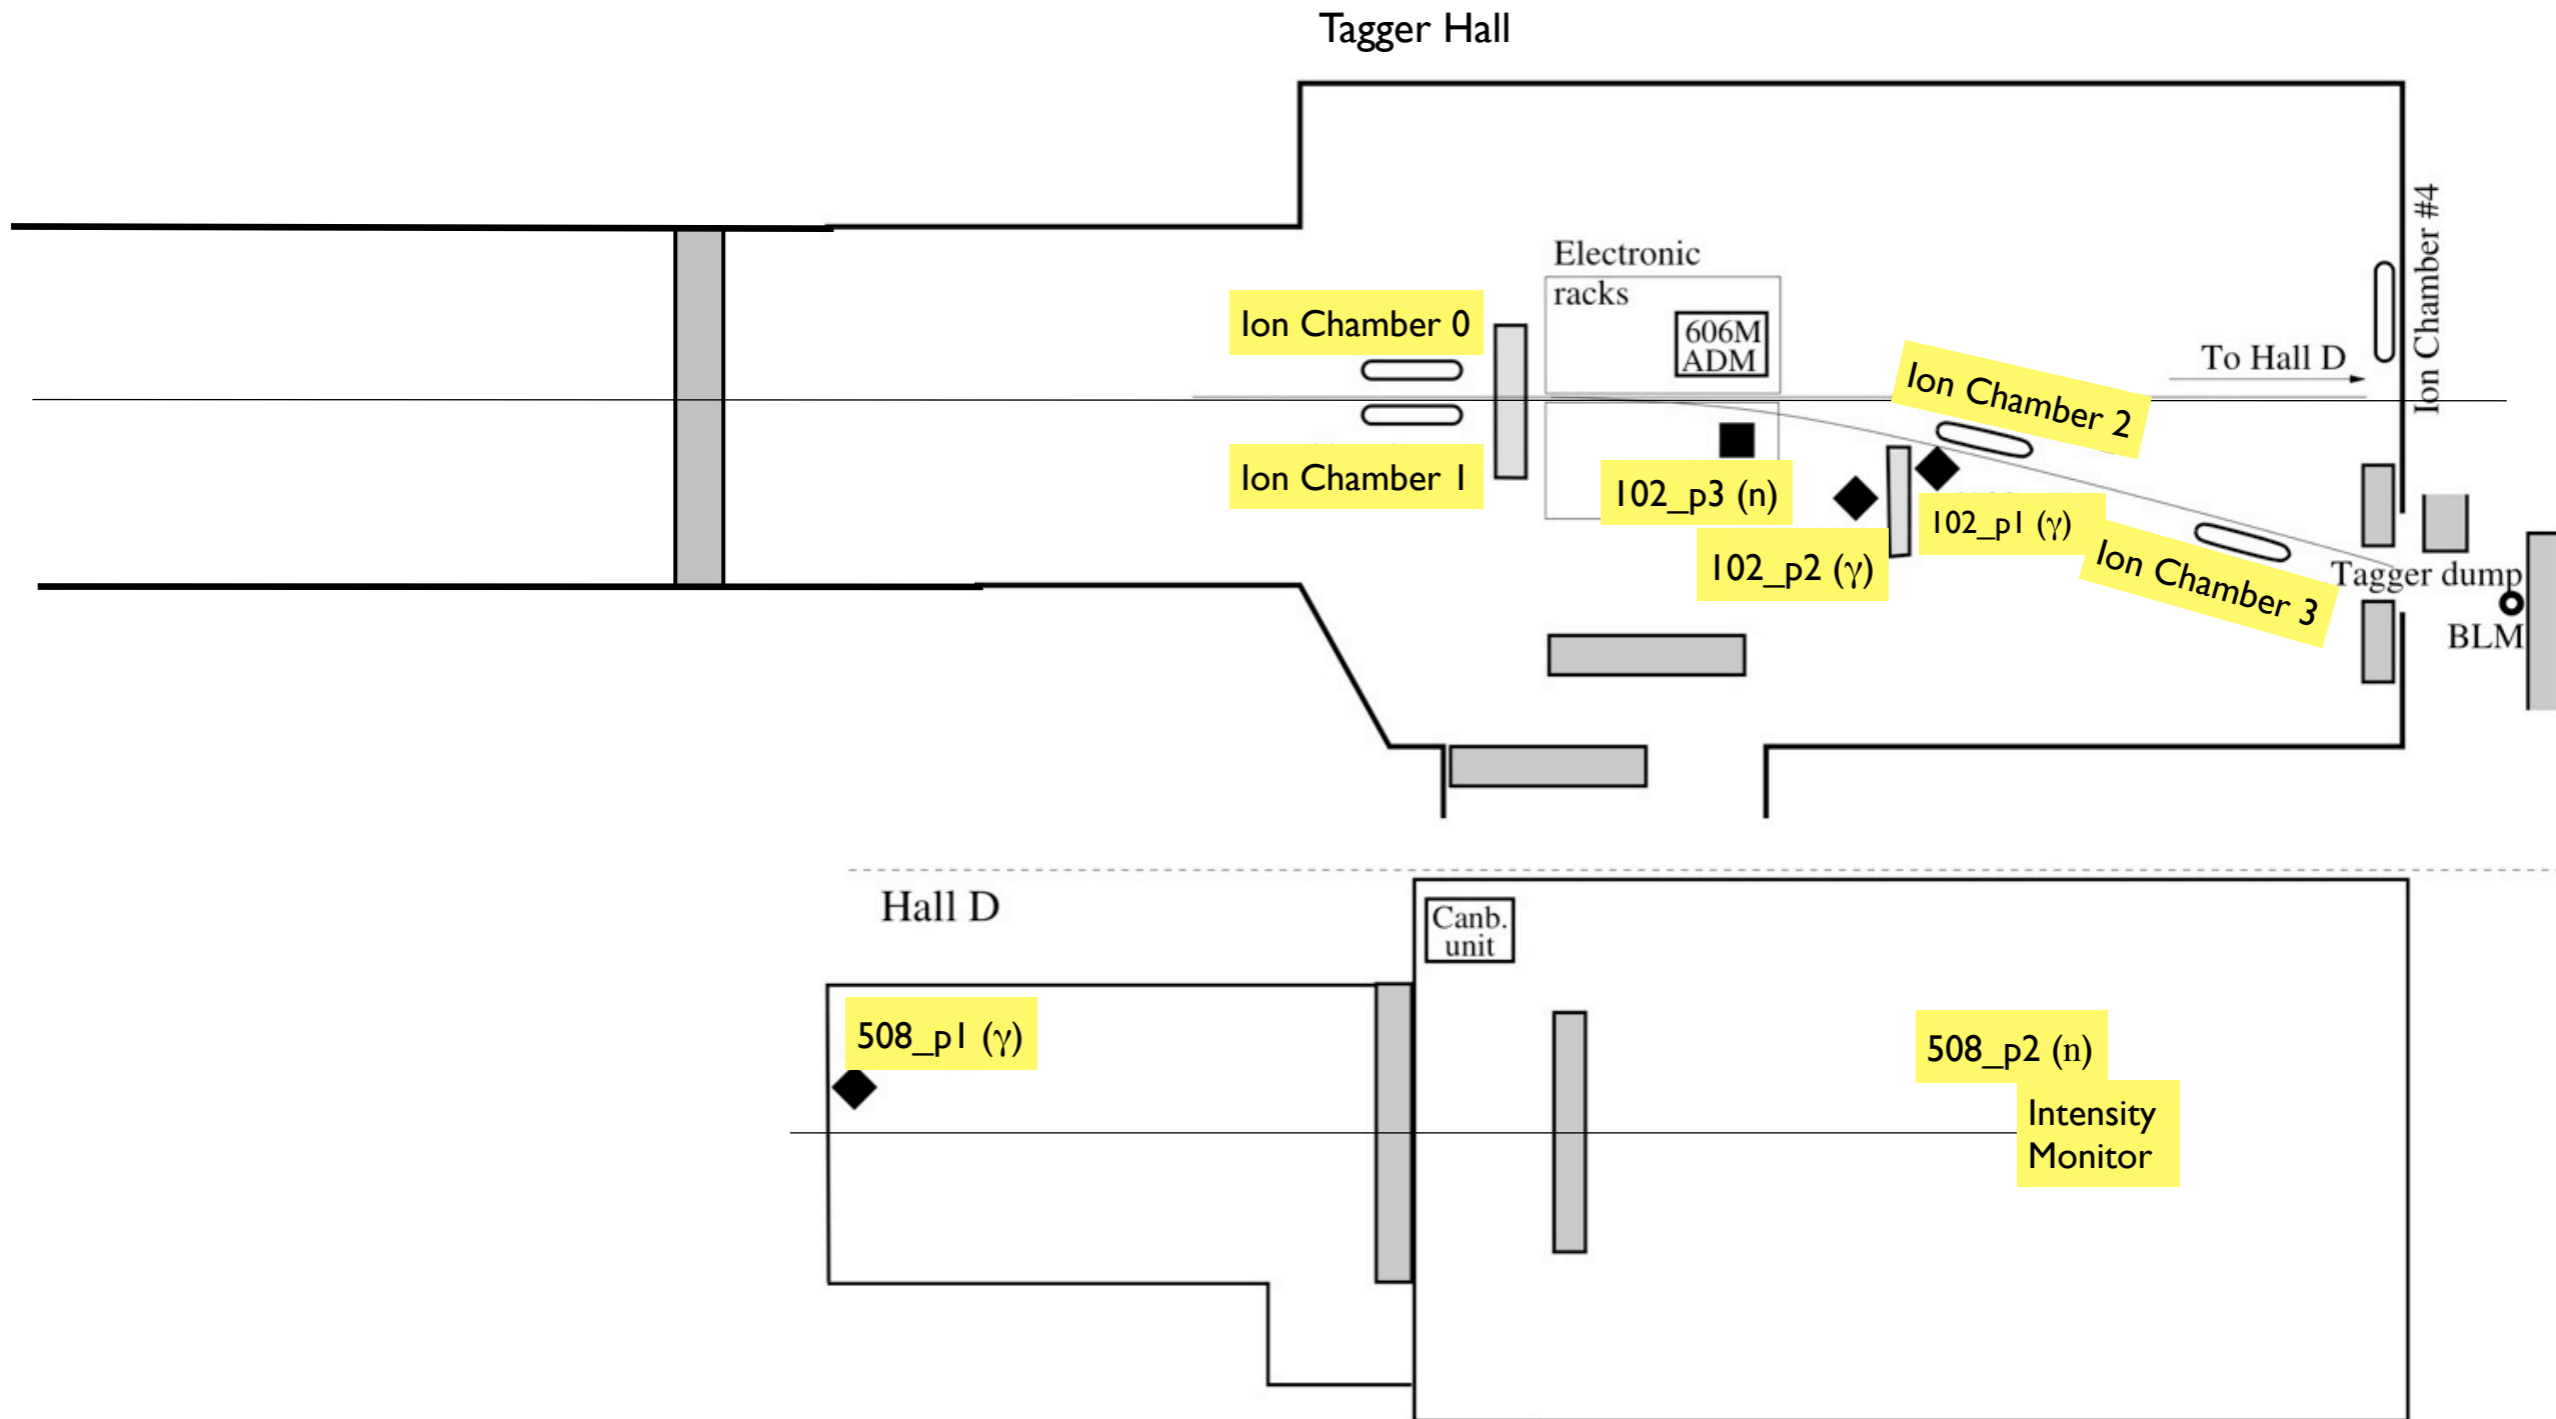 Tagger Hall
Ion Chamber #4
Electronic
racks
Ion Chamber 0
606M
ADM
To Hall D
Ion Chamber 2
Ion Chamber 1
102_p3 (n)
102_p1 (γ)
102_p2 (γ)
Ion Chamber 3
Tagger dump
BLM
Hall D
Canb.
unit
508_p1 (γ)
508_p2 (n)
Intensity
Monitor